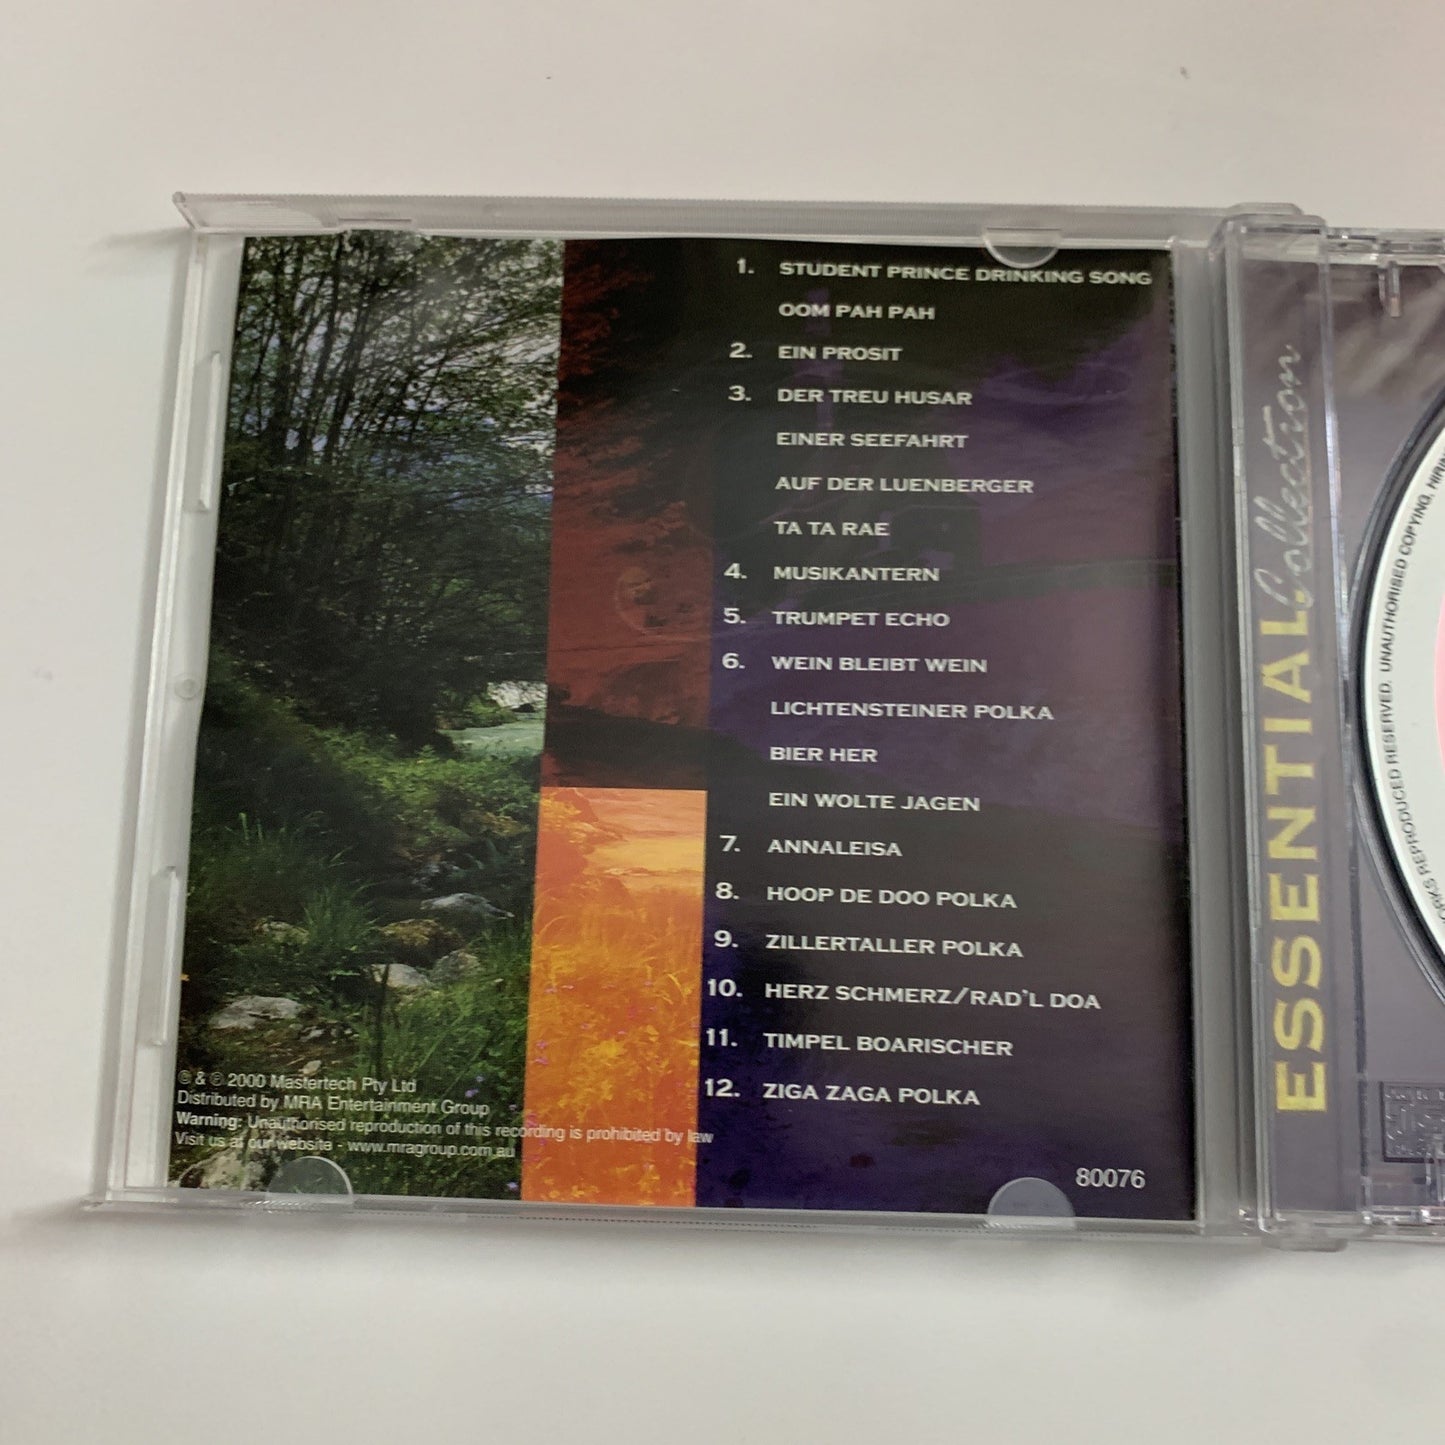 1. STUDENT PRINCE DRINKING SONG
OOM PAH PAH
2. EIN PROSIT
3. DER TREU HUSAR
EINER SEEFAHRT
AUF DER LUENBERGER
TA TA RAE
4. MUSIKANTERN
5. TRUMPET ECHO
6. WEIN BLEIBT WEIN
LICHTENSTEINER POLKA
BIER HER
EIN WOLTE JAGEN
7. ANNALEISA
8. HOOP DE DOO POLKA
9. ZILLERTALLER POLKA
10. HERZ SCHMERZ/RAD'L DOA
11. TIMPEL BOARISCHER
12. ZIGA ZAGA POLKA
© & ℗ 2000 Mastertech Pty Ltd
Distributed by MRA Entertainment Group
Warning: Unauthorised reproduction of this recording is prohibited by law
Visit us at our website - www.mragroup.com.au
80076
ESSENTIAL Collection
REPRODUCED RESERVED. UNAUTHORISED COPYING,